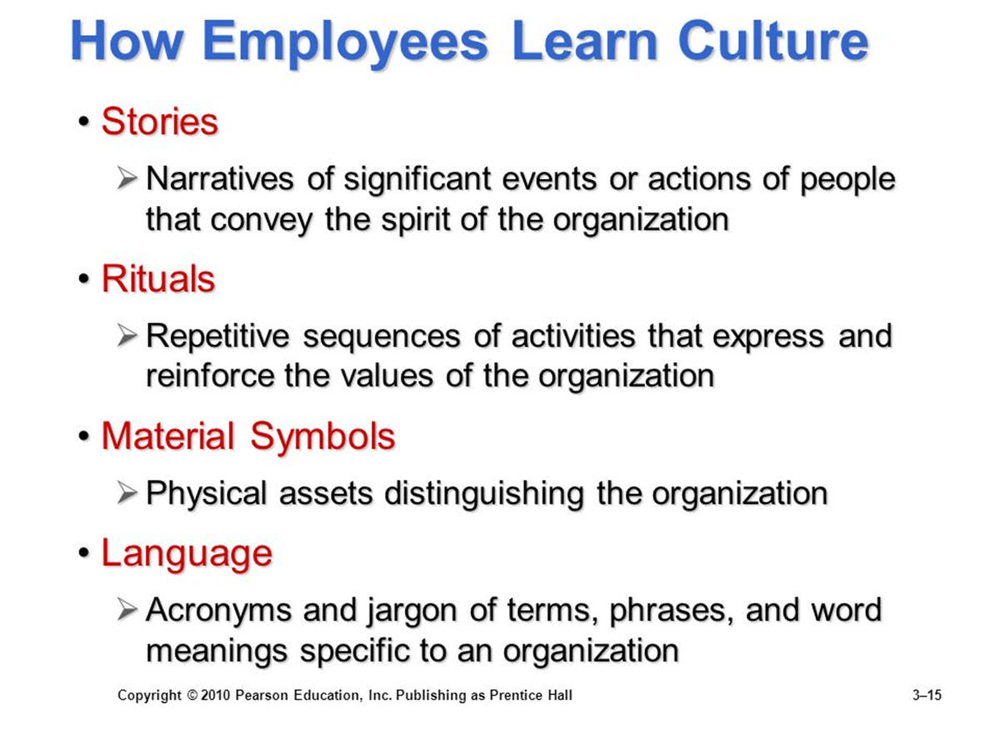 How Employees Learn Culture
• Stories
➢ Narratives of significant events or actions of people
that convey the spirit of the organization
• Rituals
➢ Repetitive sequences of activities that express and
reinforce the values of the organization
• Material Symbols
➢ Physical assets distinguishing the organization
• Language
➢ Acronyms and jargon of terms, phrases, and word
meanings specific to an organization
Copyright © 2010 Pearson Education, Inc. Publishing as Prentice Hall 3–15